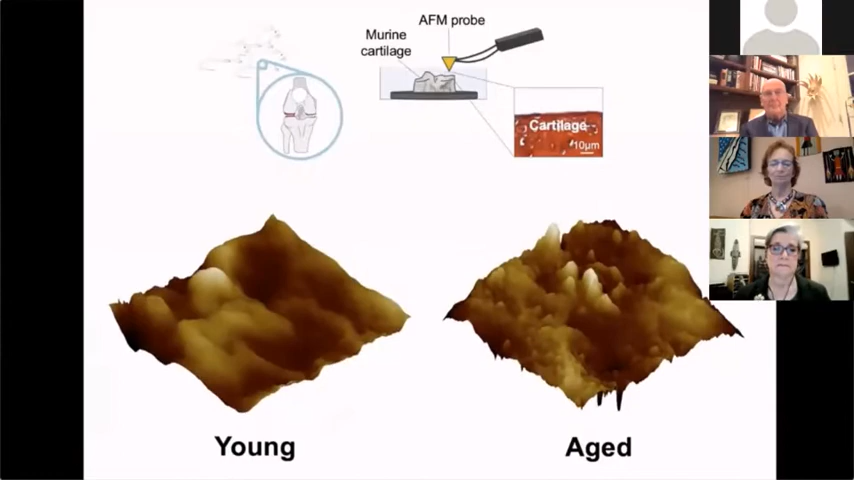 AFM probe
Murine
cartilage
Cartilage
10µm
Young
Aged